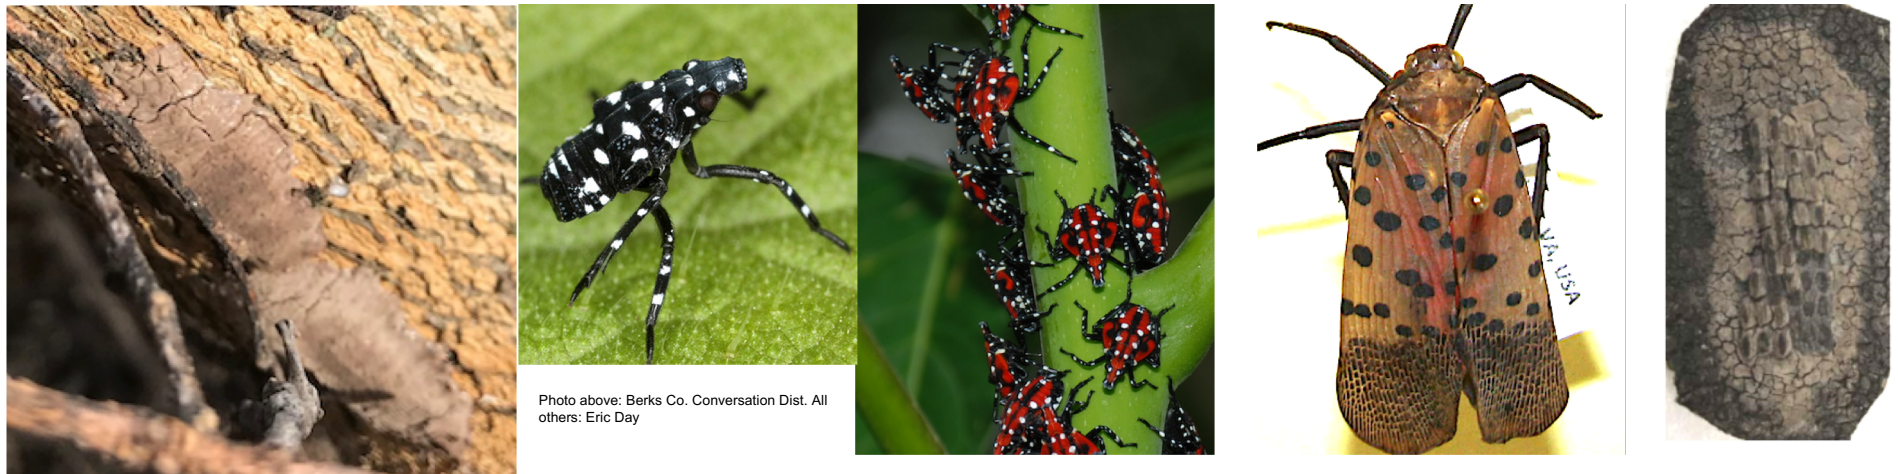 Photo above: Berks Co. Conversation Dist. All
others: Eric Day
VA, USA